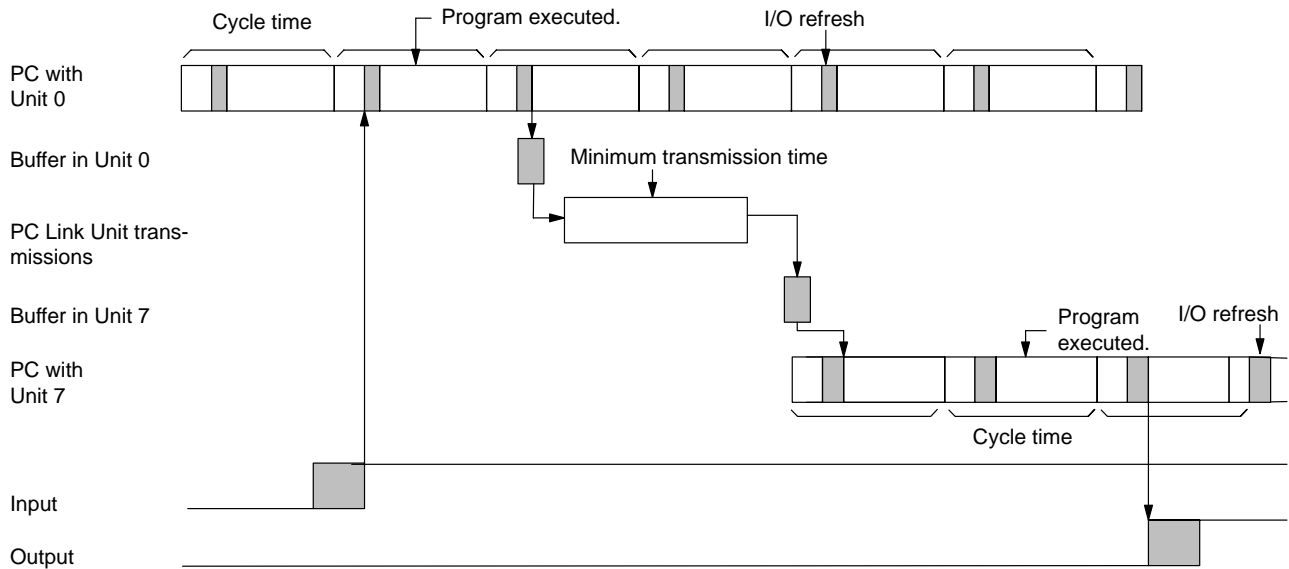 Cycle time
Program executed.
I/O refresh
PC with
Unit 0
Buffer in Unit 0
Minimum transmission time
PC Link Unit trans-
missions
Buffer in Unit 7
Program
executed.
I/O refresh
PC with
Unit 7
Cycle time
Input
Output